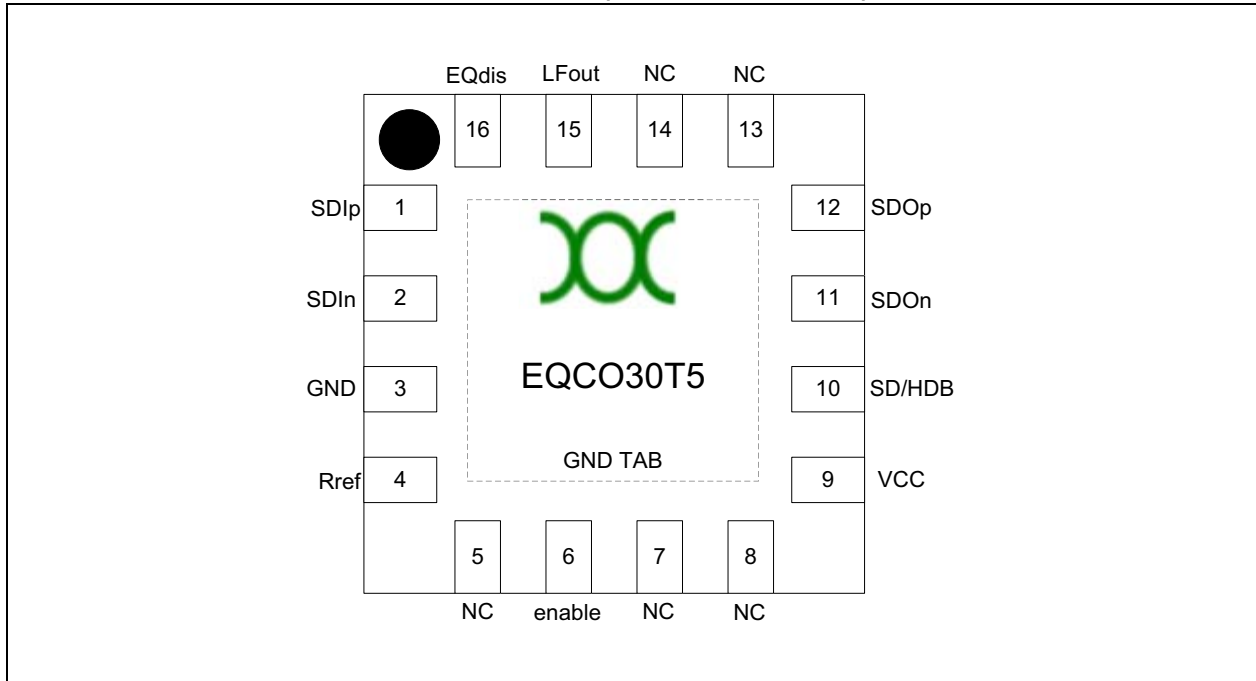 EQdis LFout NC NC
16 15 14 13
SDIp 1 12 SDOp
SDIn 2 11 SDOn
GND 3 10 SD/HDB
EQCO30T5
GND TAB
Rref 4 9 VCC
5 6 7 8
NC enable NC NC